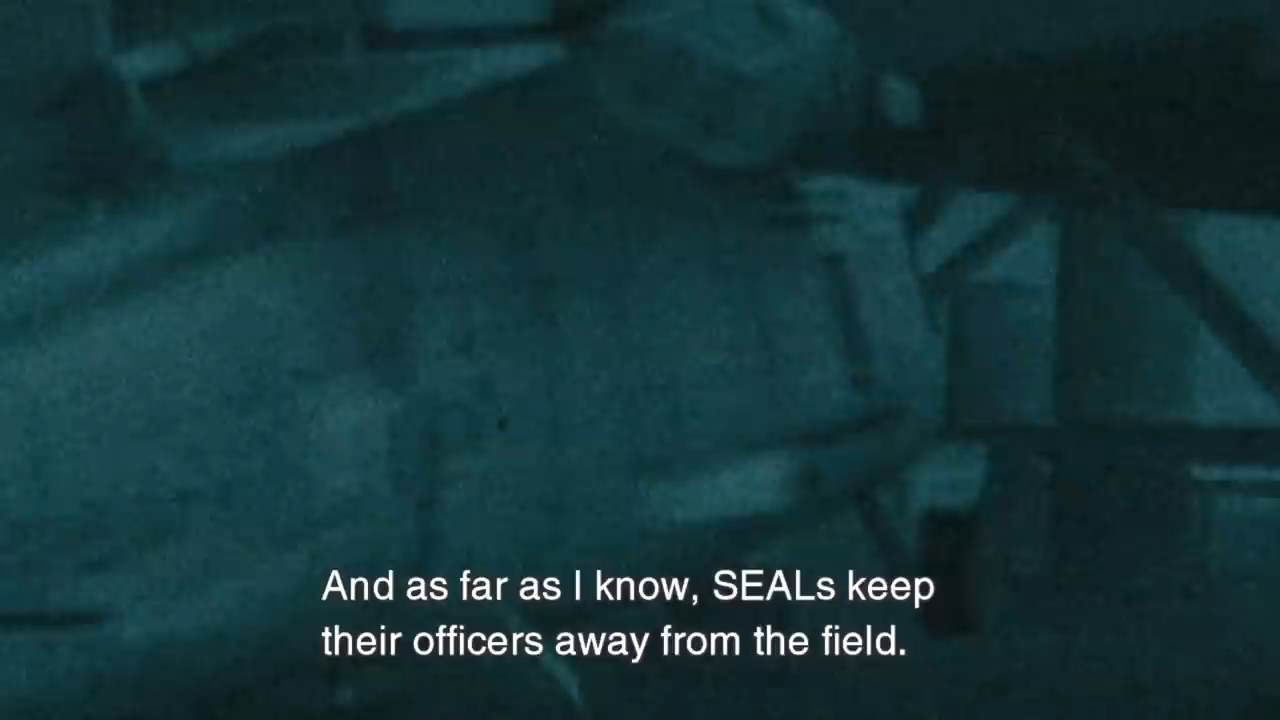 And as far as I know, SEALs keep
their officers away from the field.